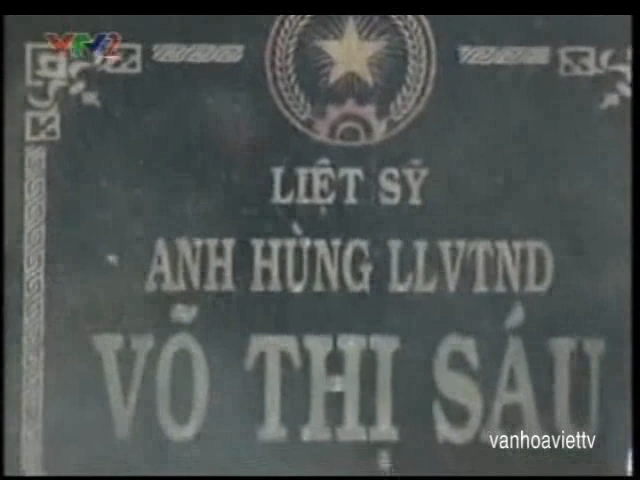 VTV2
LIỆT SỸ
ANH HÙNG LLVTND
VÕ THỊ SÁU
vanhoaviettv